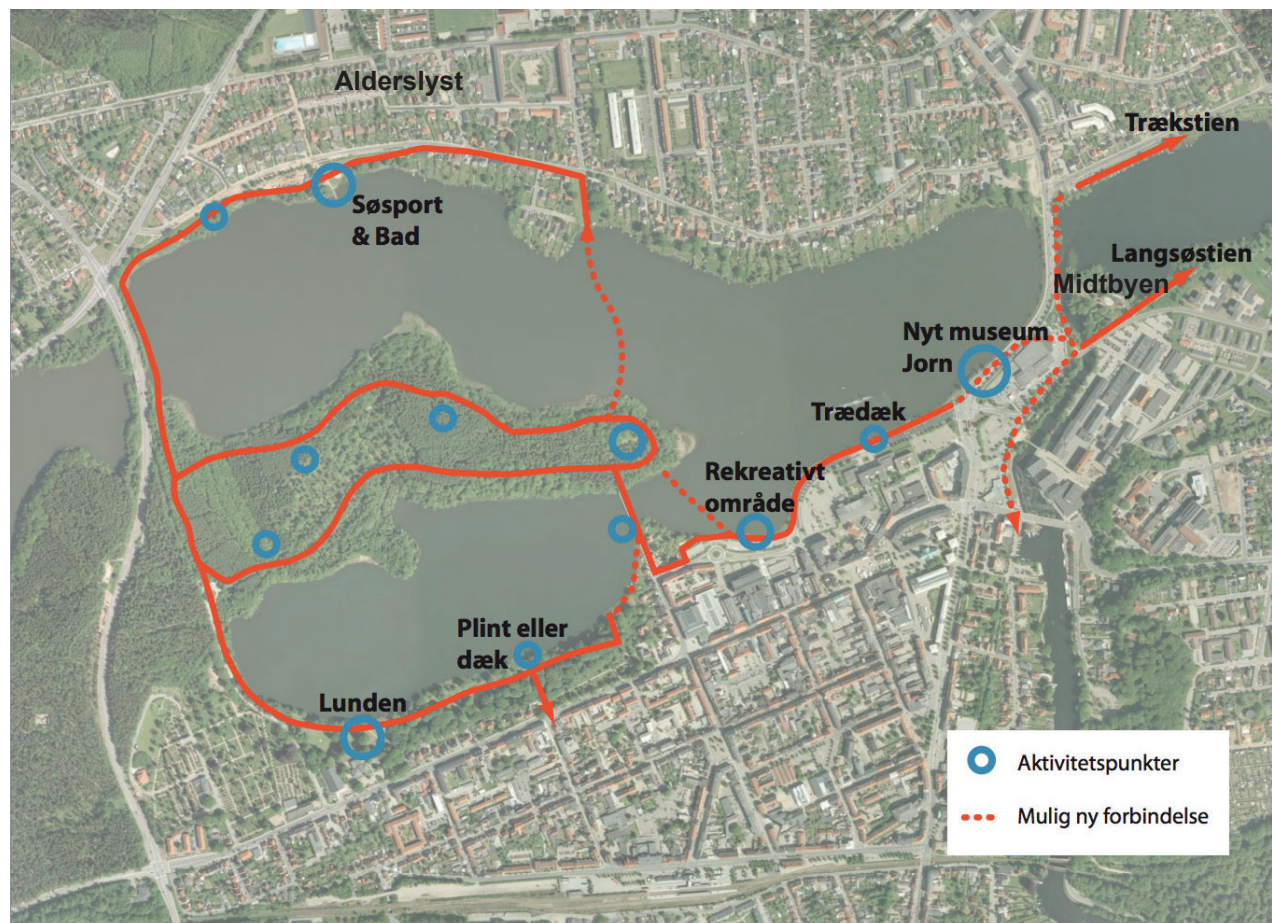 Alderslyst
Trækstien
Søsport
& Bad
Langsøstien
Midtbyen
Nyt museum
Jorn
Trædæk
Rekreativt
område
Plint eller
dæk
Lunden
Aktivitetspunkter
Mulig ny forbindelse